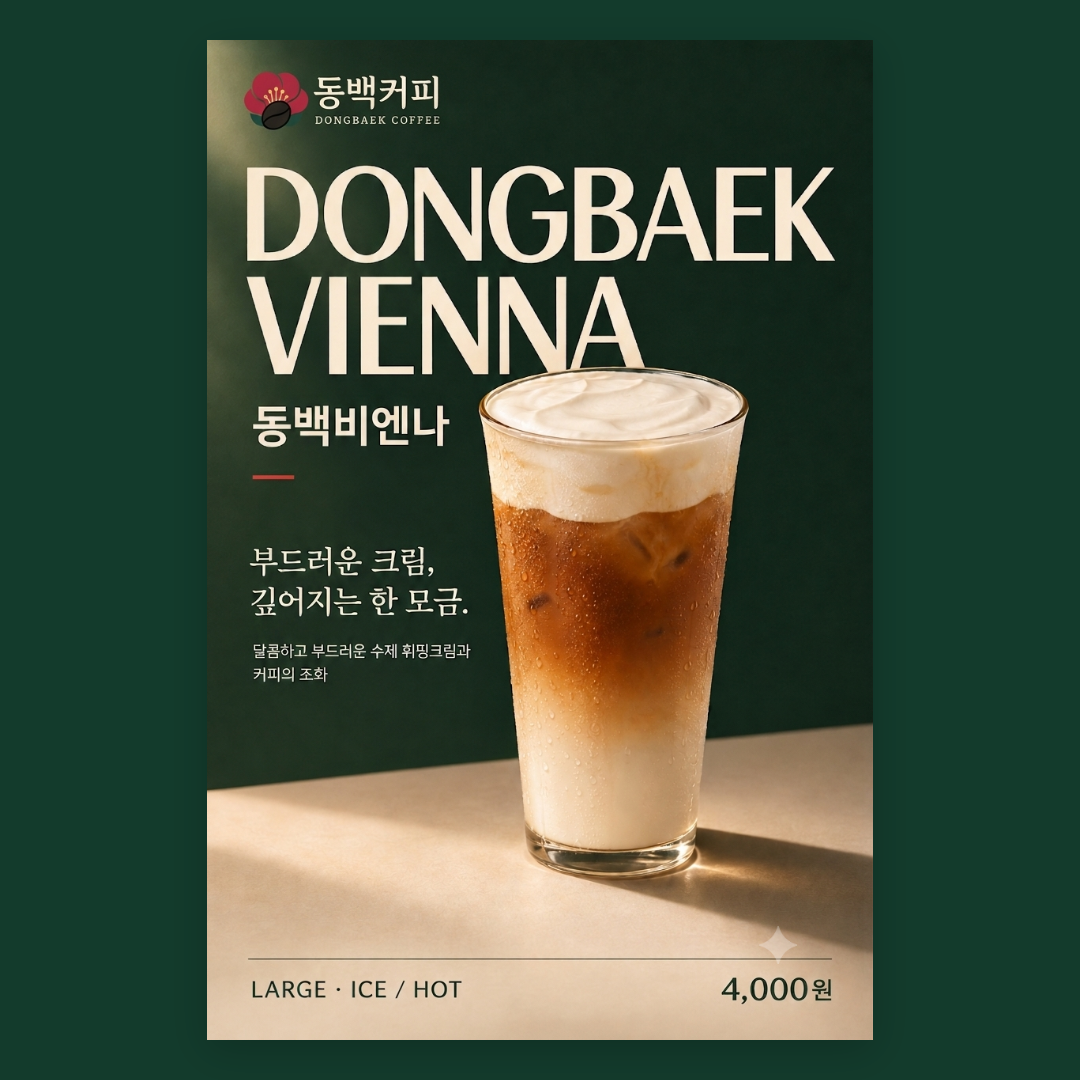 동백커피
DONGBAEK COFFEE
DONGBAEK
VIENNA
동백비엔나
부드러운 크림,
깊어지는 한 모금.
달콤하고 부드러운 수제 휘핑크림과
커피의 조화
LARGE · ICE / HOT
4,000원